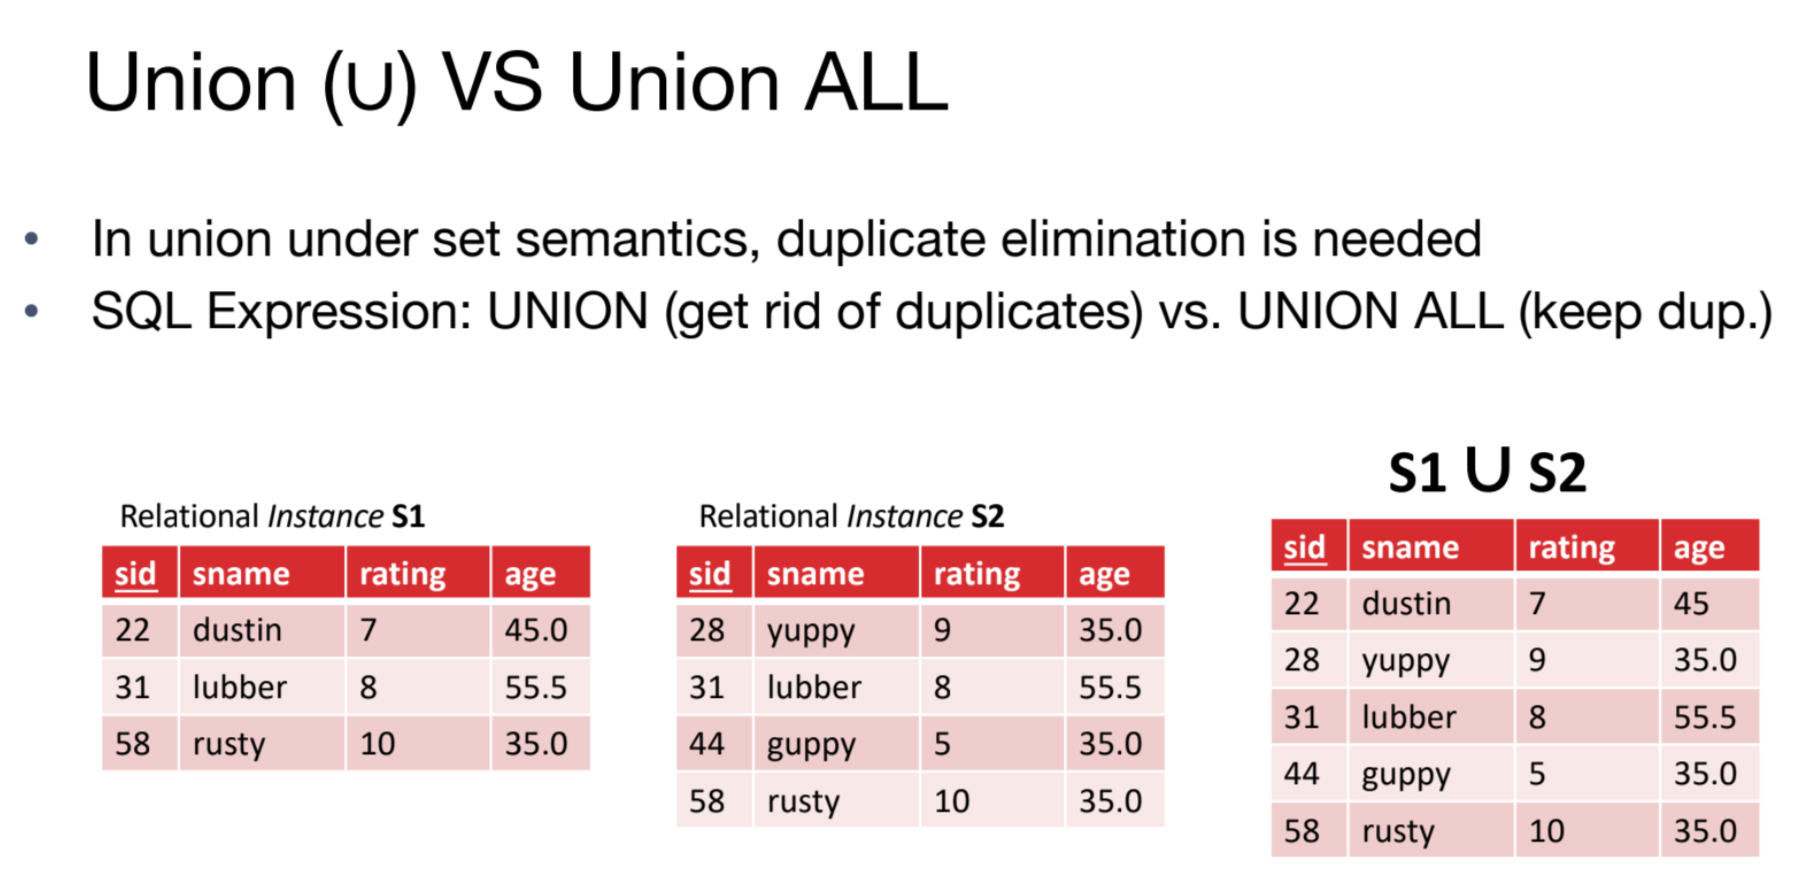 Union (∪) VS Union ALL
• In union under set semantics, duplicate elimination is needed
• SQL Expression: UNION (get rid of duplicates) vs. UNION ALL (keep dup.)
Relational Instance S1
sid sname rating age
22 dustin 7 45.0
31 lubber 8 55.5
58 rusty 10 35.0
Relational Instance S2
sid sname rating age
28 yuppy 9 35.0
31 lubber 8 55.5
44 guppy 5 35.0
58 rusty 10 35.0
S1 ∪ S2
sid sname rating age
22 dustin 7 45
28 yuppy 9 35.0
31 lubber 8 55.5
44 guppy 5 35.0
58 rusty 10 35.0